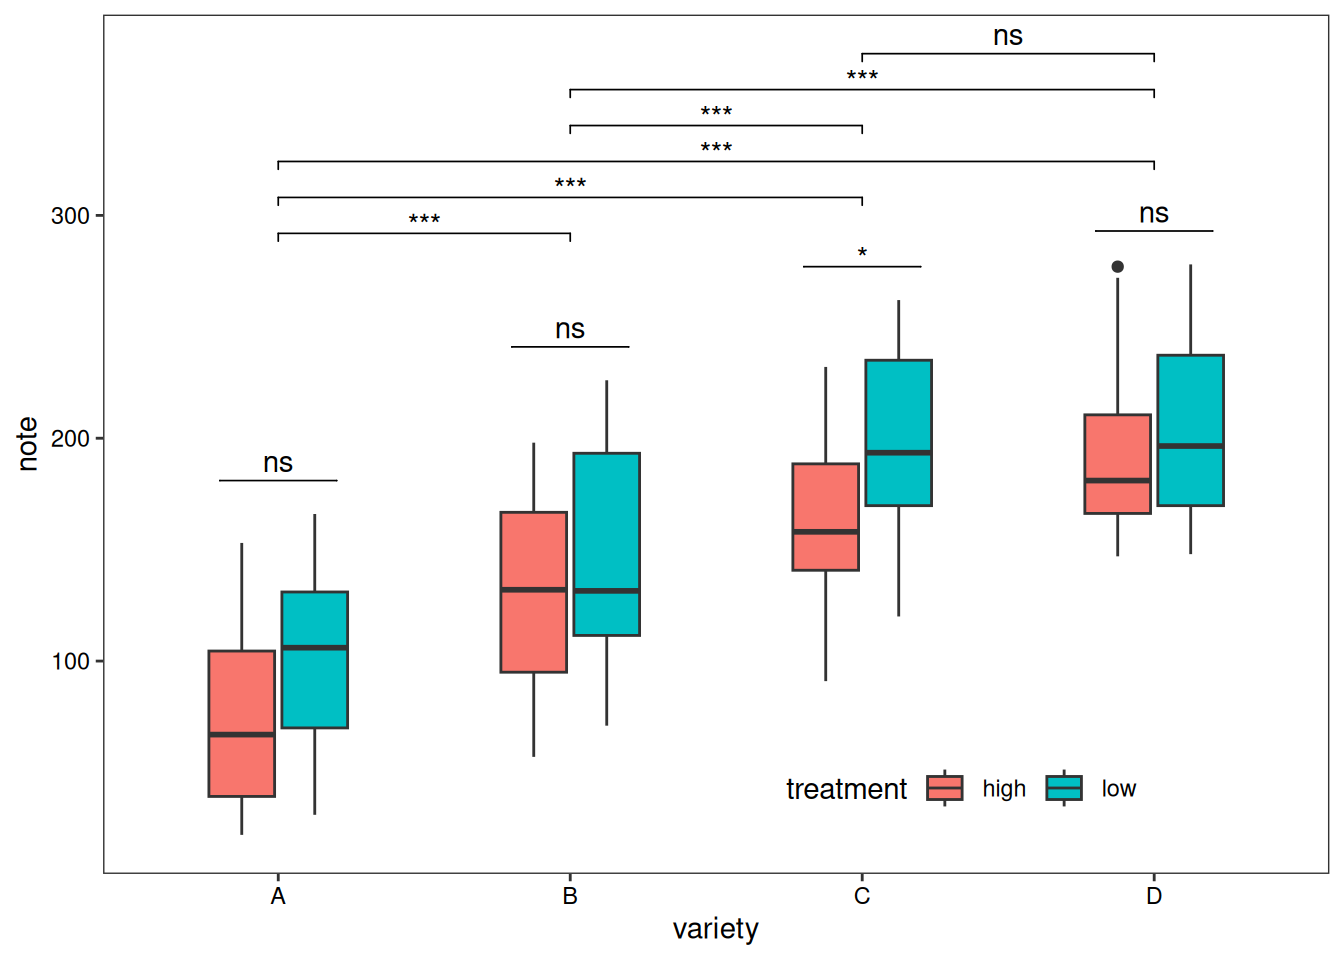 ns
***
***
***
***
***
300
ns
*
ns
200
ns
100
note
treatment high low
A B C D
variety